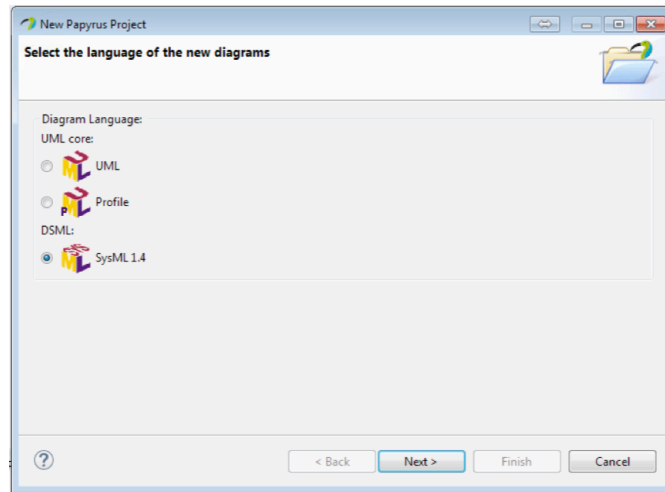 New Papyrus Project
Select the language of the new diagrams
Diagram Language:
UML core:
UML
Profile
DSML:
SysML 1.4
< Back Next > Finish Cancel